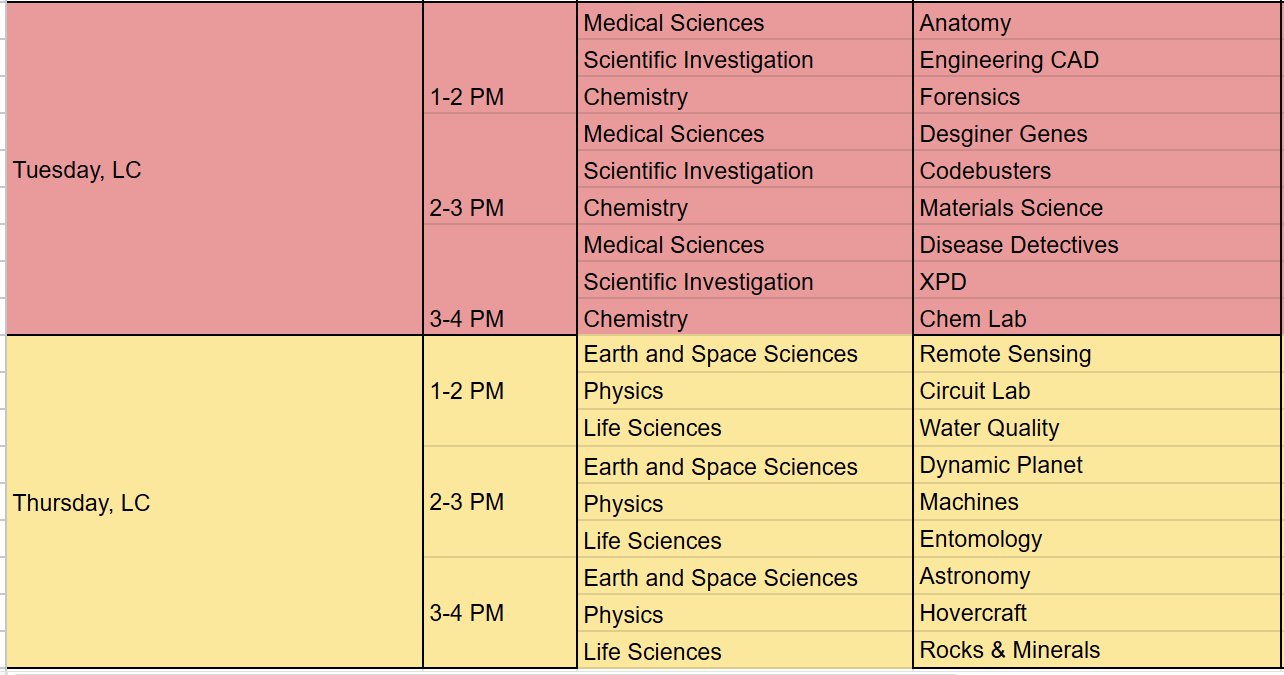 Tuesday, LC
1-2 PM
Medical Sciences Anatomy
Scientific Investigation Engineering CAD
Chemistry Forensics
2-3 PM
Medical Sciences Desginer Genes
Scientific Investigation Codebusters
Chemistry Materials Science
3-4 PM
Medical Sciences Disease Detectives
Scientific Investigation XPD
Chemistry Chem Lab
Thursday, LC
1-2 PM
Earth and Space Sciences Remote Sensing
Physics Circuit Lab
Life Sciences Water Quality
2-3 PM
Earth and Space Sciences Dynamic Planet
Physics Machines
Life Sciences Entomology
3-4 PM
Earth and Space Sciences Astronomy
Physics Hovercraft
Life Sciences Rocks & Minerals